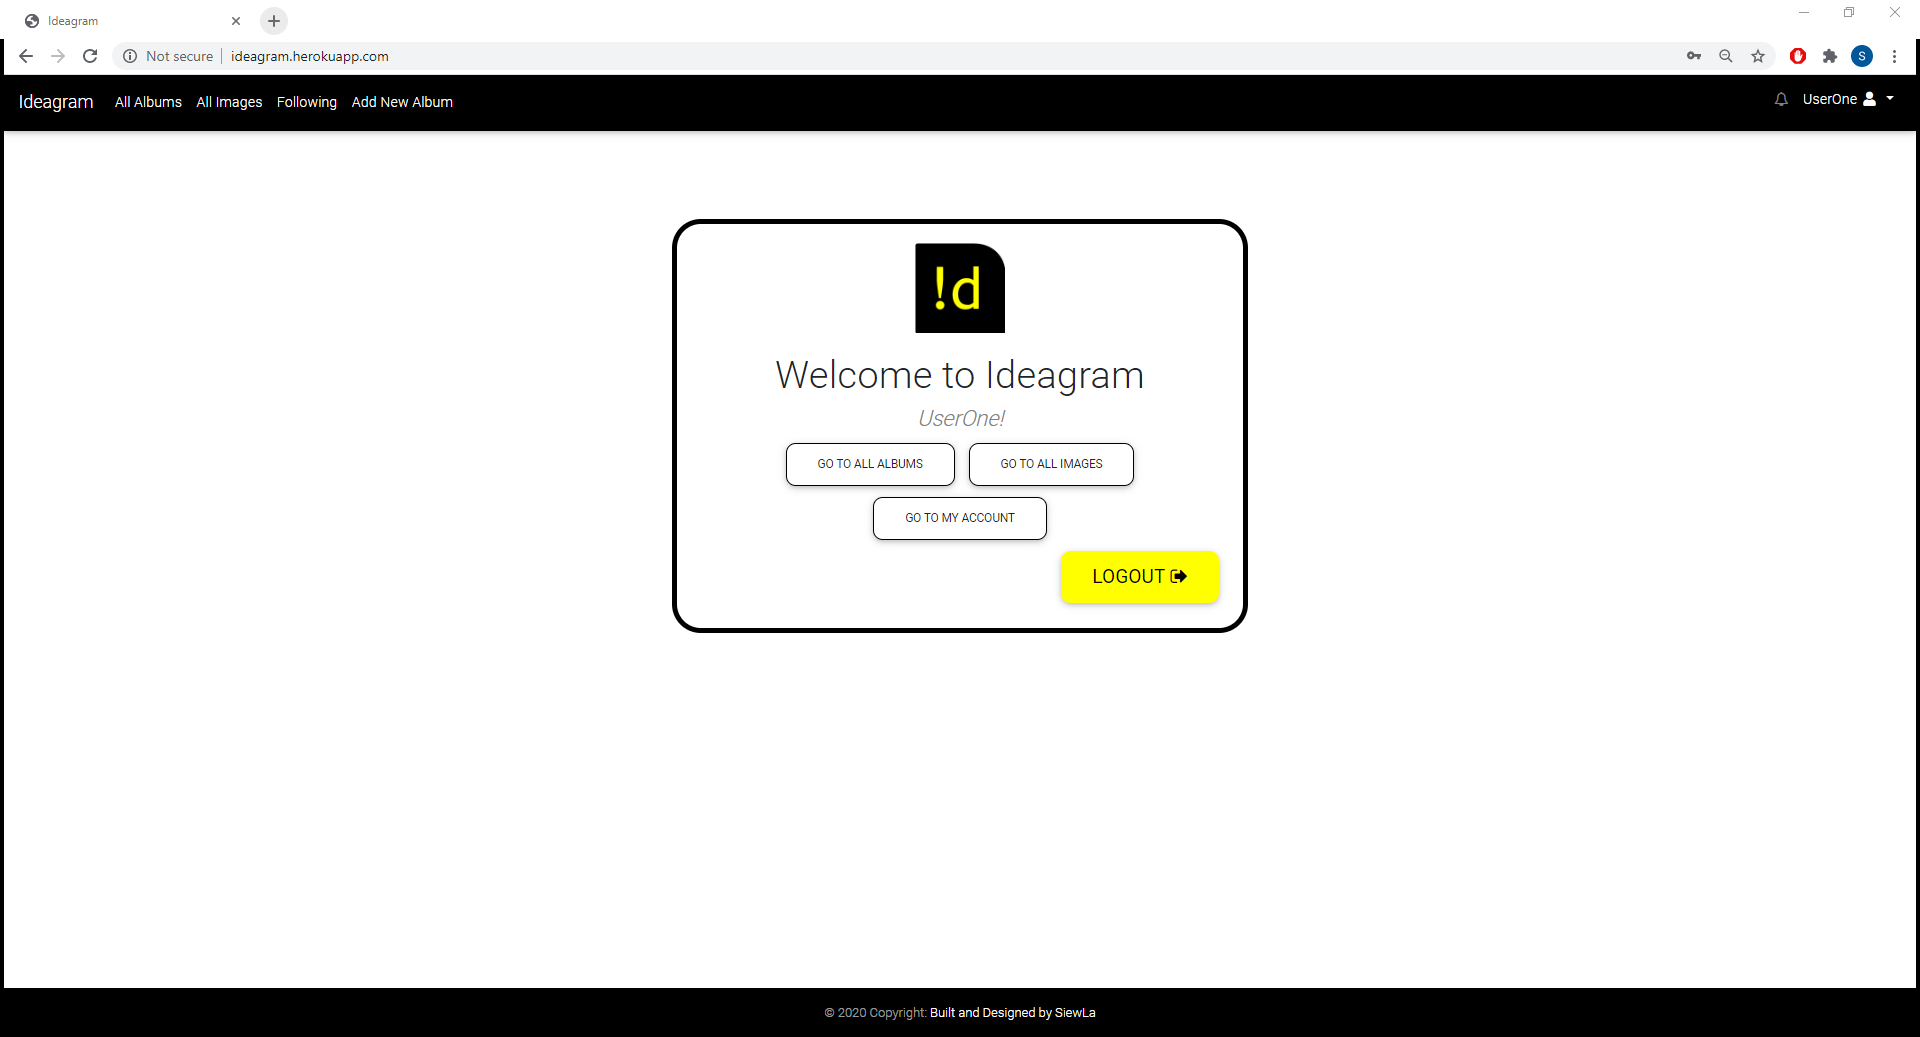 Ideagram
Not secure ideagram.herokuapp.com
S
Ideagram All Albums All Images Following Add New Album UserOne
!d
Welcome to Ideagram
UserOne!
GO TO ALL ALBUMS GO TO ALL IMAGES
GO TO MY ACCOUNT
LOGOUT
© 2020 Copyright: Built and Designed by SiewLa